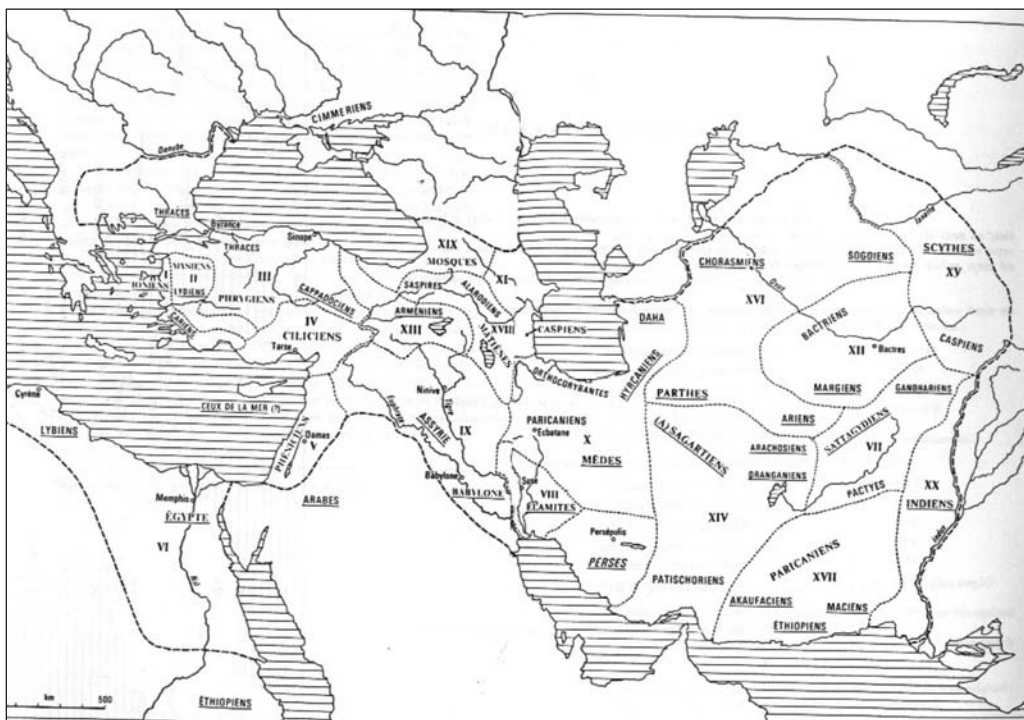 CIMMERIENS
Danube
THRACES
Byzance
THRACES
Sinope
XIX
MOSQUES
XI
CHORASMIENS
SOGDIENS
Iaxarte
SCYTHES
XV
MYSIENS
I
II
IONIENS
LYDIENS
III
PHRYGIENS
CAPPADOCIENS
SASPIRES
ALARODIENS
Oxus
XVI
CARIENS
IV
CILICIENS
Tarse
ARMÉNIENS
XIII
MATIÈNES
XVIII
CASPIENS
DAHA
BACTRIENS
XII
Bactres
CASPIENS
ORTHOCORYBANTES
HYRCANIENS
MARGIENS
GANDHARIENS
Cyrène
CEUX DE LA MER (?)
Ninive
Tigre
PARTHES
LYBIENS
PHÉNICIENS
Damas
V
Euphrate
ASSYRIE
IX
PARICANIENS
Ecbatane
X
MÈDES
(A)SAGARTIENS
ARIENS
ARACHOSIENS
SATTAGYDIENS
VII
DRANGANIENS
Memphis
ÉGYPTE
VI
Nil
ARABES
Babylone
BABYLONE
Suse
VIII
ÉLAMITES
PACTYES
XX
INDIENS
Indus
XIV
Persépolis
PERSES
PATISCHORIENS
PARICANIENS
XVII
AKAUFACIENS
MACIENS
ÉTHIOPIENS
km
500
ÉTHIOPIENS